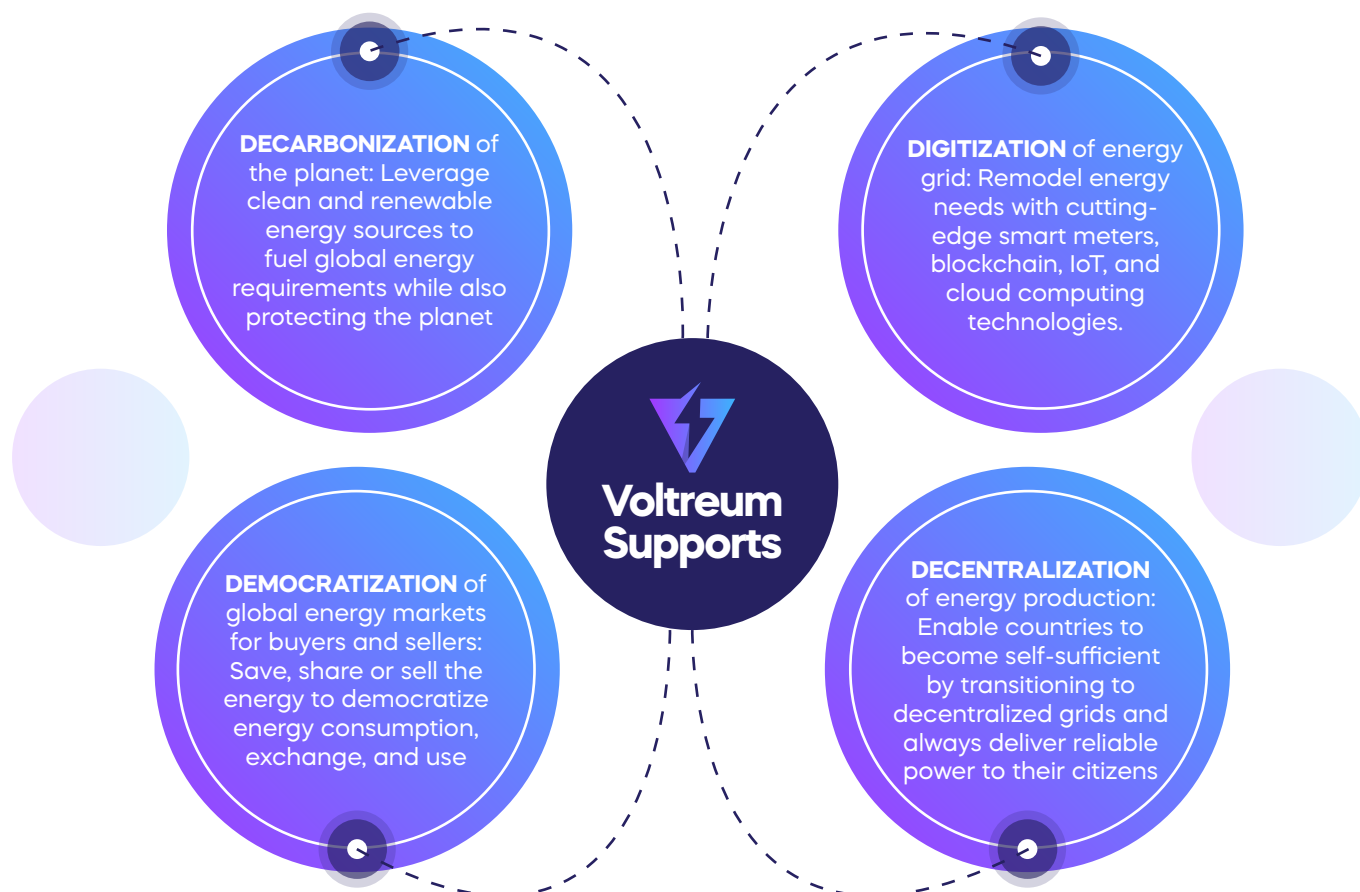 DECARBONIZATION of
the planet: Leverage
clean and renewable
energy sources to
fuel global energy
requirements while also
protecting the planet
DIGITIZATION of energy
grid: Remodel energy
needs with cutting-
edge smart meters,
blockchain, IoT, and
cloud computing
technologies.
Voltreum
Supports
DEMOCRATIZATION of
global energy markets
for buyers and sellers:
Save, share or sell the
energy to democratize
energy consumption,
exchange, and use
DECENTRALIZATION
of energy production:
Enable countries to
become self-sufficient
by transitioning to
decentralized grids and
always deliver reliable
power to their citizens